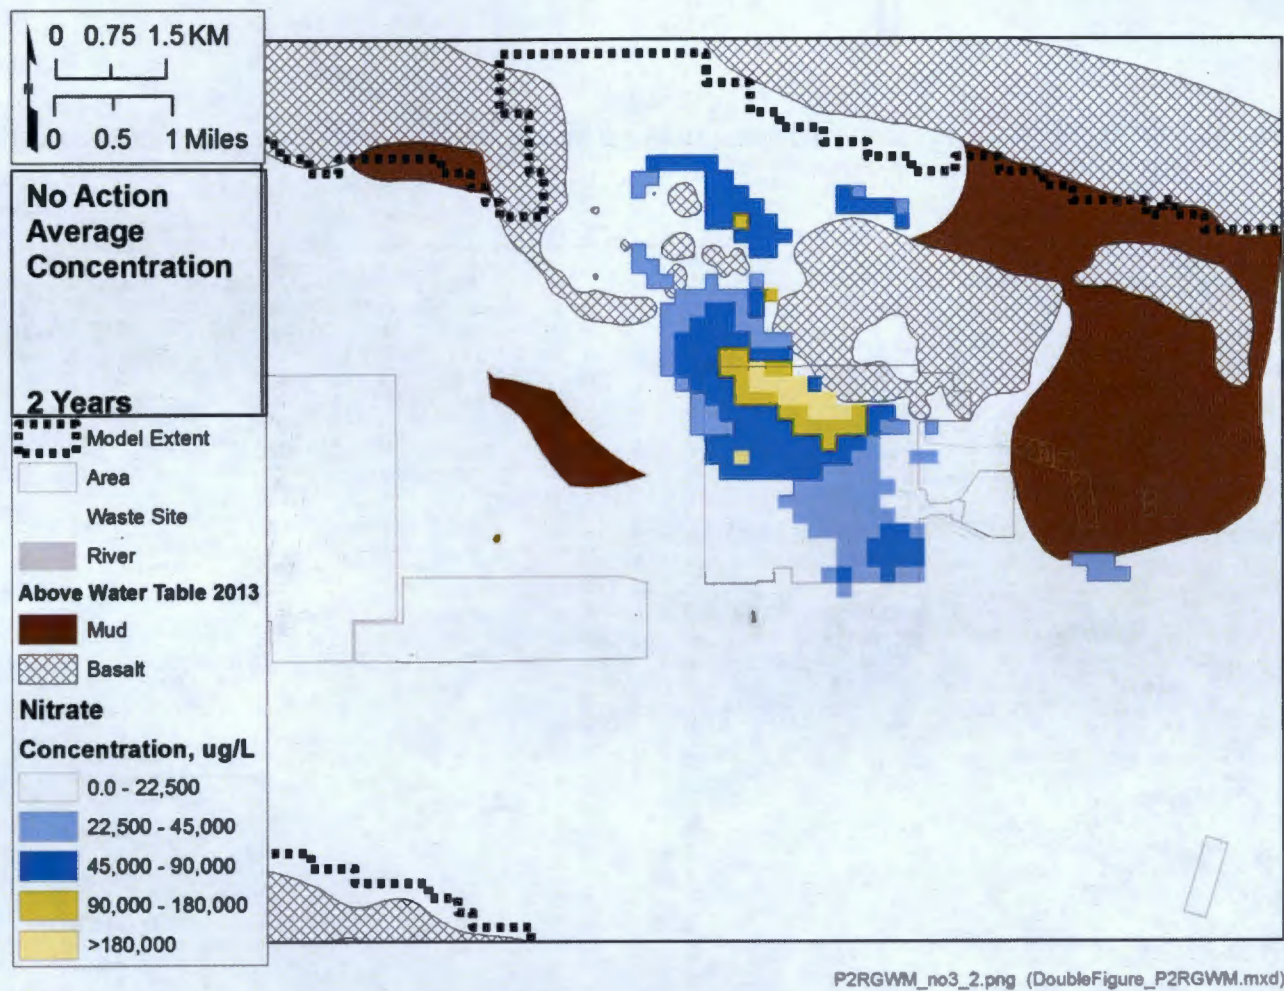 0 0.75 1.5 KM
0 0.5 1 Miles
No Action
Average
Concentration
2 Years
Model Extent
Area
Waste Site
River
Above Water Table 2013
Mud
Basalt
Nitrate
Concentration, ug/L
0.0 - 22,500
22,500 - 45,000
45,000 - 90,000
90,000 - 180,000
>180,000
P2RGWM_no3_2.png (DoubleFigure_P2RGWM.mxd)